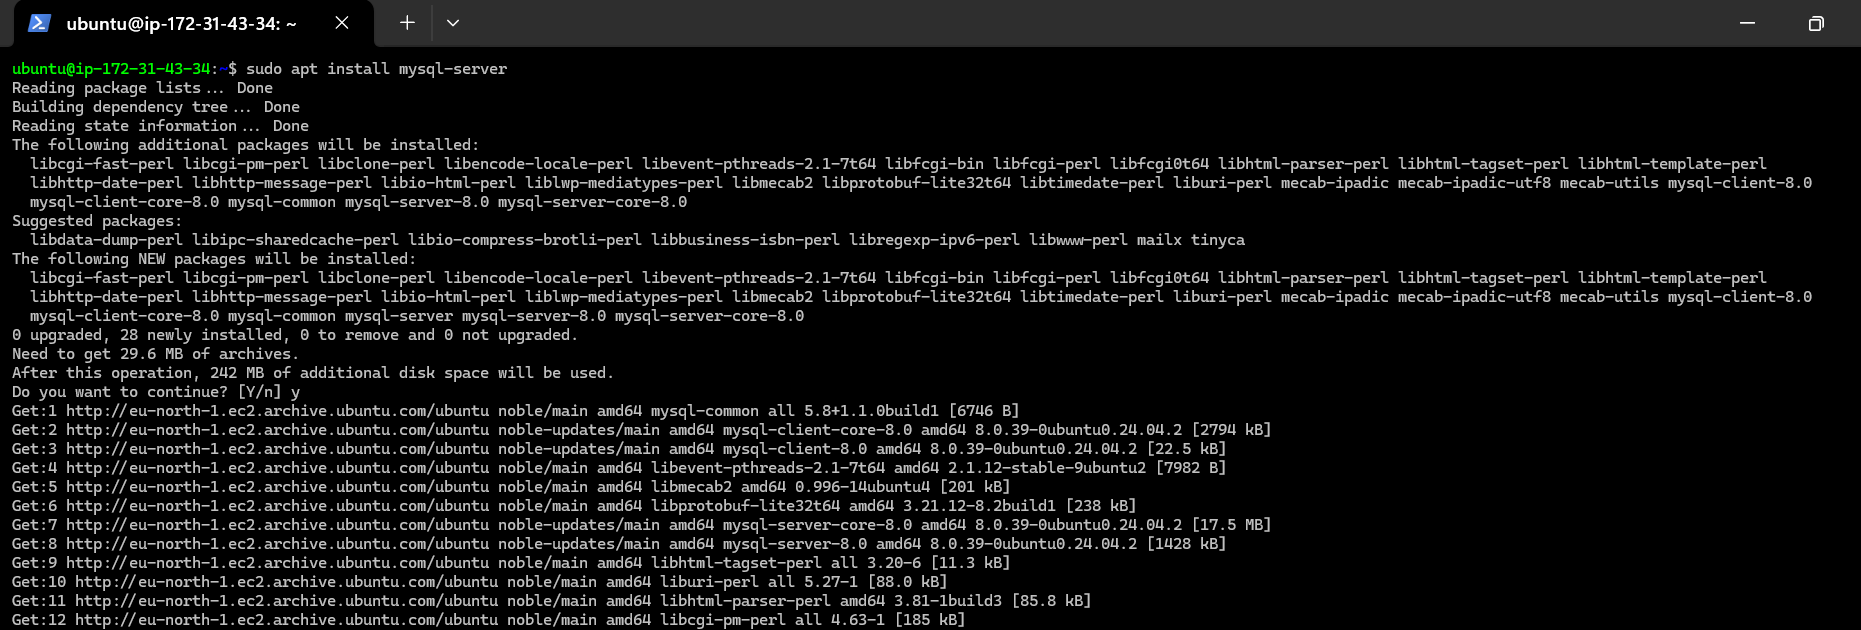 ubuntu@ip-172-31-43-34: ~
ubuntu@ip-172-31-43-34:~$ sudo apt install mysql-server
Reading package lists... Done
Building dependency tree... Done
Reading state information... Done
The following additional packages will be installed:
  libcgi-fast-perl libcgi-pm-perl libclone-perl libencode-locale-perl libevent-pthreads-2.1-7t64 libfcgi-bin libfcgi-perl libfcgi0t64 libhtml-parser-perl libhtml-tagset-perl libhtml-template-perl
  libhttp-date-perl libhttp-message-perl libio-html-perl liblwp-mediatypes-perl libmecab2 libprotobuf-lite32t64 libtimedate-perl liburi-perl mecab-ipadic mecab-ipadic-utf8 mecab-utils mysql-client-8.0
  mysql-client-core-8.0 mysql-common mysql-server-8.0 mysql-server-core-8.0
Suggested packages:
  libdata-dump-perl libipc-sharedcache-perl libio-compress-brotli-perl libbusiness-isbn-perl libregexp-ipv6-perl libwww-perl mailx tinyca
The following NEW packages will be installed:
  libcgi-fast-perl libcgi-pm-perl libclone-perl libencode-locale-perl libevent-pthreads-2.1-7t64 libfcgi-bin libfcgi-perl libfcgi0t64 libhtml-parser-perl libhtml-tagset-perl libhtml-template-perl
  libhttp-date-perl libhttp-message-perl libio-html-perl liblwp-mediatypes-perl libmecab2 libprotobuf-lite32t64 libtimedate-perl liburi-perl mecab-ipadic mecab-ipadic-utf8 mecab-utils mysql-client-8.0
  mysql-client-core-8.0 mysql-common mysql-server mysql-server-8.0 mysql-server-core-8.0
0 upgraded, 28 newly installed, 0 to remove and 0 not upgraded.
Need to get 29.6 MB of archives.
After this operation, 242 MB of additional disk space will be used.
Do you want to continue? [Y/n] y
Get:1 http://eu-north-1.ec2.archive.ubuntu.com/ubuntu noble/main amd64 mysql-common all 5.8+1.1.0build1 [6746 B]
Get:2 http://eu-north-1.ec2.archive.ubuntu.com/ubuntu noble-updates/main amd64 mysql-client-core-8.0 amd64 8.0.39-0ubuntu0.24.04.2 [2794 kB]
Get:3 http://eu-north-1.ec2.archive.ubuntu.com/ubuntu noble-updates/main amd64 mysql-client-8.0 amd64 8.0.39-0ubuntu0.24.04.2 [22.5 kB]
Get:4 http://eu-north-1.ec2.archive.ubuntu.com/ubuntu noble/main amd64 libevent-pthreads-2.1-7t64 amd64 2.1.12-stable-9ubuntu2 [7982 B]
Get:5 http://eu-north-1.ec2.archive.ubuntu.com/ubuntu noble/main amd64 libmecab2 amd64 0.996-14ubuntu4 [201 kB]
Get:6 http://eu-north-1.ec2.archive.ubuntu.com/ubuntu noble/main amd64 libprotobuf-lite32t64 amd64 3.21.12-8.2build1 [238 kB]
Get:7 http://eu-north-1.ec2.archive.ubuntu.com/ubuntu noble-updates/main amd64 mysql-server-core-8.0 amd64 8.0.39-0ubuntu0.24.04.2 [17.5 MB]
Get:8 http://eu-north-1.ec2.archive.ubuntu.com/ubuntu noble-updates/main amd64 mysql-server-8.0 amd64 8.0.39-0ubuntu0.24.04.2 [1428 kB]
Get:9 http://eu-north-1.ec2.archive.ubuntu.com/ubuntu noble/main amd64 libhtml-tagset-perl all 3.20-6 [11.3 kB]
Get:10 http://eu-north-1.ec2.archive.ubuntu.com/ubuntu noble/main amd64 liburi-perl all 5.27-1 [88.0 kB]
Get:11 http://eu-north-1.ec2.archive.ubuntu.com/ubuntu noble/main amd64 libhtml-parser-perl amd64 3.81-1build3 [85.8 kB]
Get:12 http://eu-north-1.ec2.archive.ubuntu.com/ubuntu noble/main amd64 libcgi-pm-perl all 4.63-1 [185 kB]